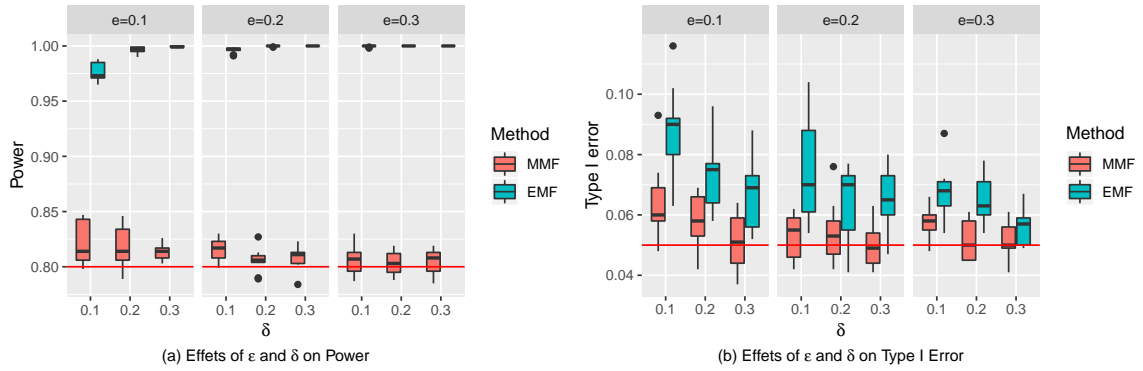 e=0.1 e=0.2 e=0.3
1.00
0.95
0.90
0.85
0.80
Power
0.1 0.2 0.3 0.1 0.2 0.3 0.1 0.2 0.3
δ
Method
MMF
EMF
(a) Effets of ε and δ on Power
e=0.1 e=0.2 e=0.3
0.10
0.08
0.06
0.04
Type I error
0.1 0.2 0.3 0.1 0.2 0.3 0.1 0.2 0.3
δ
Method
MMF
EMF
(b) Effets of ε and δ on Type I Error